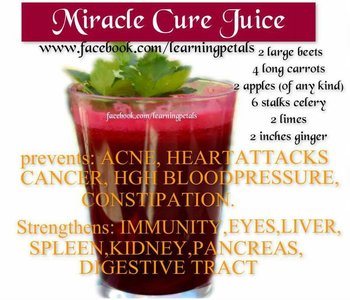 Miracle Cure Juice
www.facebook.com/learningpetals
2 large beets
4 long carrots
2 apples (of any kind)
6 stalks celery
2 limes
2 inches ginger
facebook.com/learningpetals
prevents: ACNE, HEARTATTACKS
CANCER, HGH BLOODPRESSURE,
CONSTIPATION.
Strengthens: IMMUNITY,EYES,LIVER,
SPLEEN,KIDNEY,PANCREAS,
DIGESTIVE TRACT